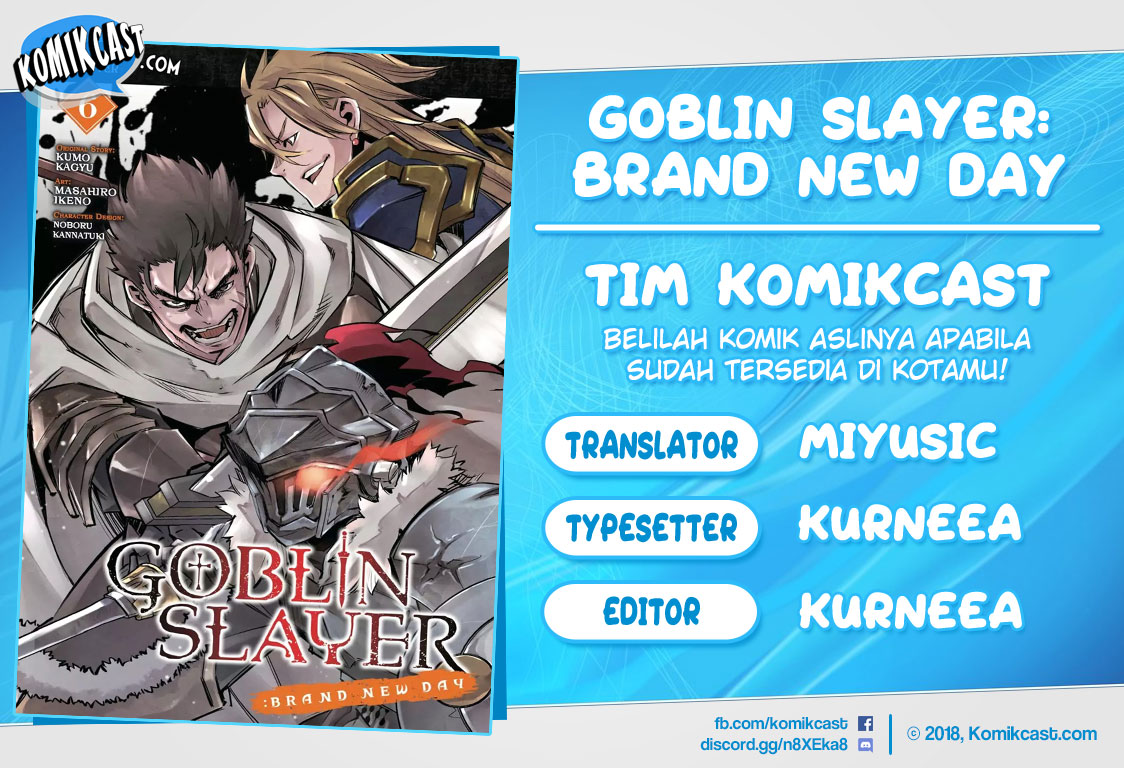 KOMIKCAST
.COM
6
ORIGINAL STORY:
KUMO
KAGYU
ART:
MASAHIRO
IKENO
CHARACTER DESIGN:
NOBORU
KANNATUKI
GOBLIN
SLAYER
:BRAND NEW DAY
GOBLIN SLAYER:
BRAND NEW DAY
TIM KOMIKCAST
BELILAH KOMIK ASLINYA APABILA
SUDAH TERSEDIA DI KOTAMU!
TRANSLATOR MIYUSIC
TYPESETTER KURNEEA
EDITOR KURNEEA
fb.com/komikcast
discord.gg/n8XEka8
© 2018, Komikcast.com